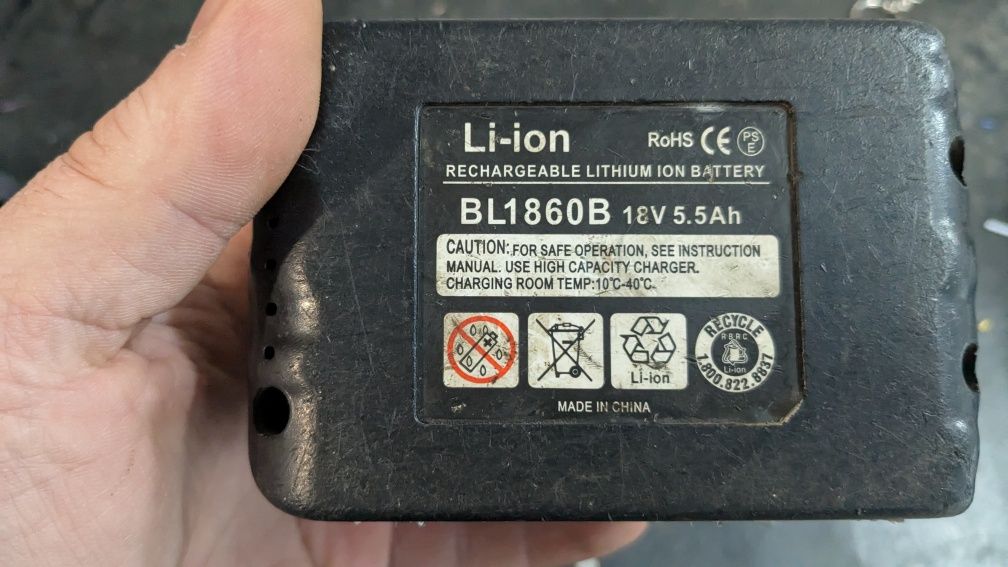 Li-ion RoHS CE PS E
RECHARGEABLE LITHIUM ION BATTERY
BL1860B 18V 5.5Ah
CAUTION: FOR SAFE OPERATION, SEE INSTRUCTION
MANUAL. USE HIGH CAPACITY CHARGER.
CHARGING ROOM TEMP:10℃-40℃
Li-ion
RECYCLE
RBRC
Li-ion
1.800.822.8837
MADE IN CHINA